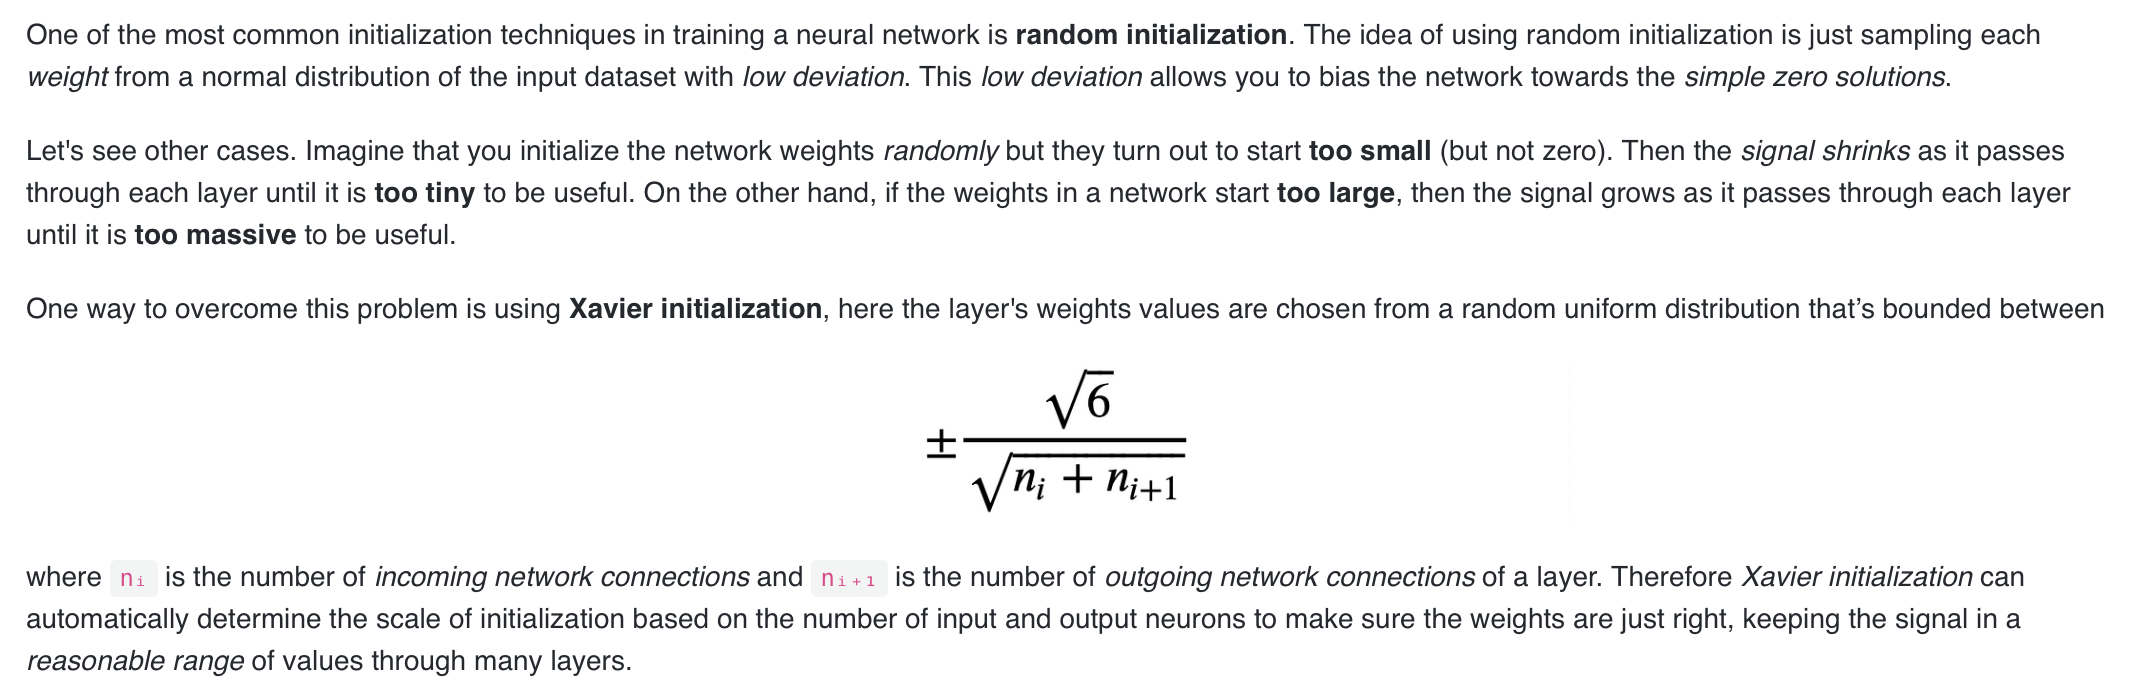 One of the most common initialization techniques in training a neural network is random initialization. The idea of using random initialization is just sampling each
weight from a normal distribution of the input dataset with low deviation. This low deviation allows you to bias the network towards the simple zero solutions.
Let's see other cases. Imagine that you initialize the network weights randomly but they turn out to start too small (but not zero). Then the signal shrinks as it passes
through each layer until it is too tiny to be useful. On the other hand, if the weights in a network start too large, then the signal grows as it passes through each layer
until it is too massive to be useful.
One way to overcome this problem is using Xavier initialization, here the layer's weights values are chosen from a random uniform distribution that’s bounded between
±√6/√(nᵢ + nᵢ₊₁)
where nᵢ is the number of incoming network connections and nᵢ₊₁ is the number of outgoing network connections of a layer. Therefore Xavier initialization can
automatically determine the scale of initialization based on the number of input and output neurons to make sure the weights are just right, keeping the signal in a
reasonable range of values through many layers.